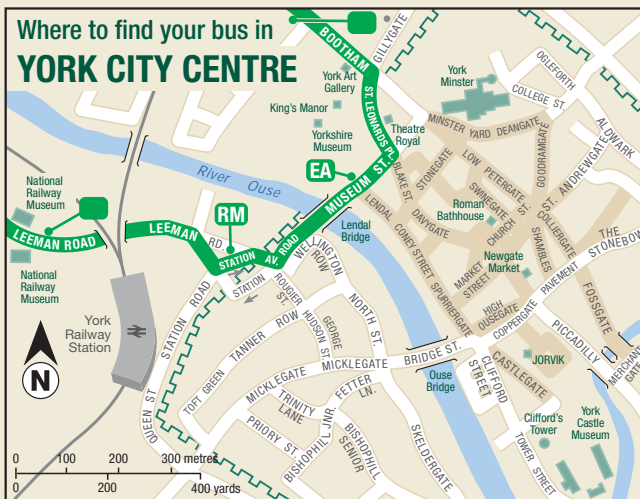 Where to find your bus in
YORK CITY CENTRE
BOOTHAM
GILLYGATE
York Art
Gallery
King's Manor
Yorkshire
Museum
ST. LEONARDS PL.
Theatre
Royal
York
Minster
OGLEFORTH
COLLEGE ST.
MINSTER YARD
DEANGATE
ALDWARK
GOODRAMGATE
ST. ANDREWGATE
River Ouse
EA
MUSEUM ST.
BLAKE ST.
STONEGATE
LOW PETERGATE
SWINEGATE
CHURCH ST.
Roman
Bathhouse
COLLIERGATE
SHAMBLES
LENDAL
DAVYGATE
CONEY STREET
Lendal
Bridge
National
Railway
Museum
LEEMAN ROAD
National
Railway
Museum
LEEMAN
RD.
RM
STATION
AV.
ROAD
STATION
WELLINGTON
ROW
ROUGIER
ST.
STATION ROAD
York
Railway
Station
N
Newgate
Market
MARKET
STREET
SPURRIERGATE
HIGH
OUSEGATE
COPPERGATE
PAVEMENT
THE
STONEBOW
FOSSGATE
PICCADILLY
MERCHANT
GATE
NORTH ST.
GEORGE
HUDSON ST.
TANNER ROW
TOFT GREEN
MICKLEGATE
MICKLEGATE
BRIDGE ST.
Ouse
Bridge
CLIFFORD
STREET
CASTLEGATE
JORVIK
Clifford's
Tower
York
Castle
Museum
TOWER STREET
QUEEN ST.
TRINITY
LANE
FETTER
LN.
PRIORY ST.
BISHOPHILL JNR.
BISHOPHILL
SENIOR
SKELDERGATE
0 100 200 300 metres
0 200 400 yards